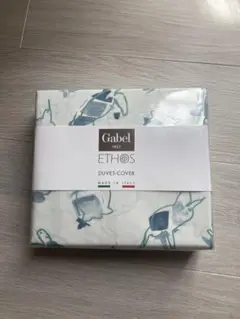 Gabel
1957
ETH@S
DUVET-COVER
MADE IN ITALY